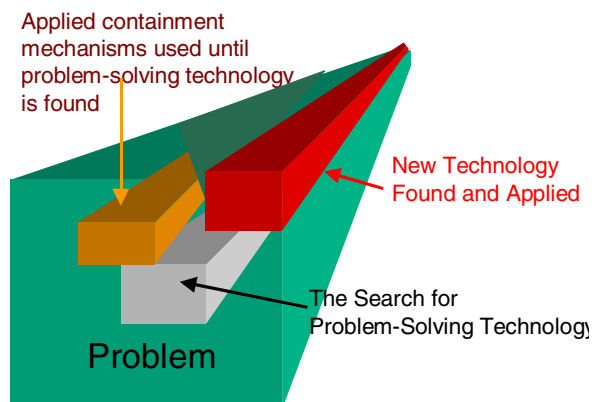 Applied containment
mechanisms used until
problem-solving technology
is found
New Technology
Found and Applied
The Search for
Problem-Solving Technology
Problem